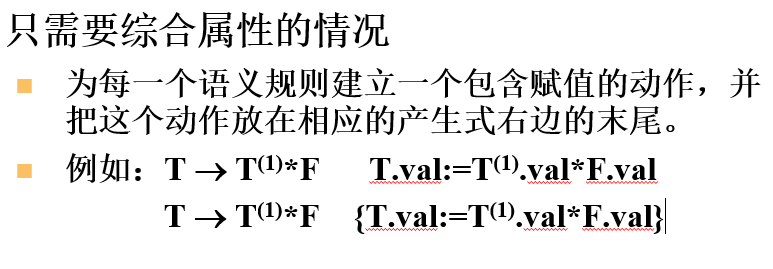 只需要综合属性的情况
为每一个语义规则建立一个包含赋值的动作，并
把这个动作放在相应的产生式右边的末尾。
例如：T → T⁽¹⁾*F T.val:=T⁽¹⁾.val*F.val
T → T⁽¹⁾*F {T.val:=T⁽¹⁾.val*F.val}